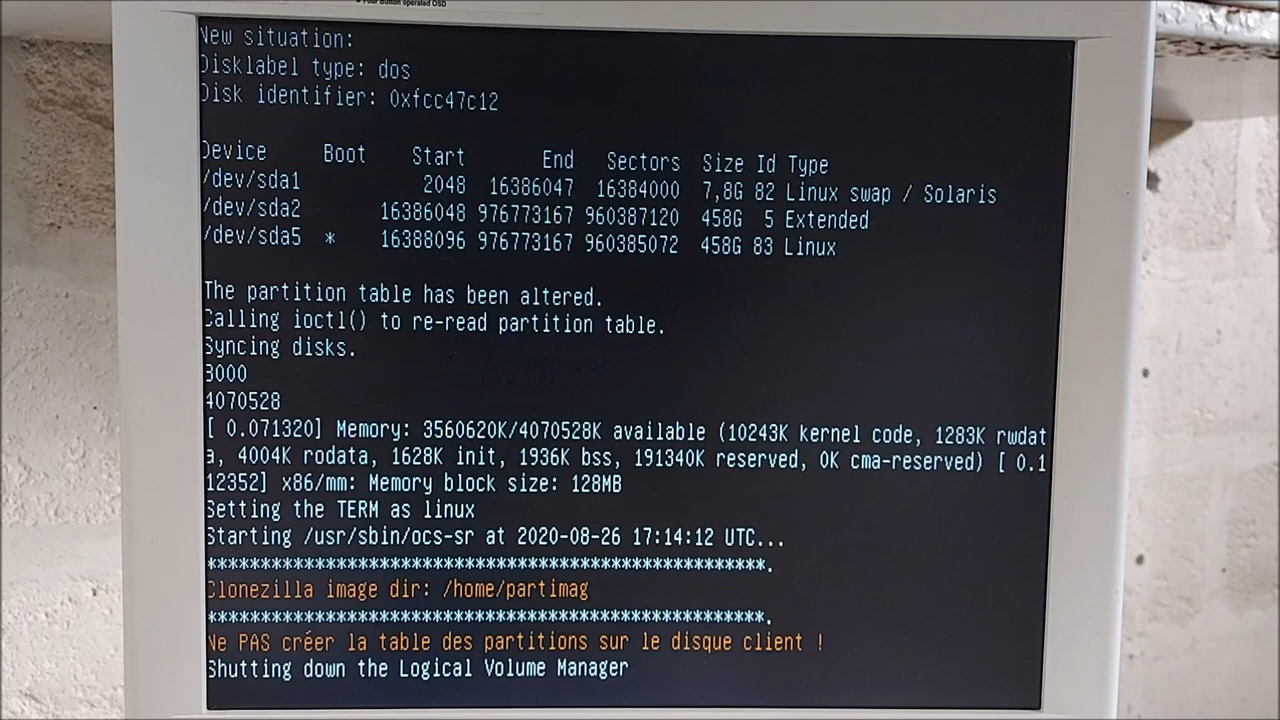 Four Button operated OSD
New situation:
Disklabel type: dos
Disk identifier: 0xfcc47c12
Device Boot Start End Sectors Size Id Type
/dev/sda1 2048 16386047 16384000 7,8G 82 Linux swap / Solaris
/dev/sda2 16386048 976773167 960387120 458G 5 Extended
/dev/sda5 * 16388096 976773167 960385072 458G 83 Linux
The partition table has been altered.
Calling ioctl() to re-read partition table.
Syncing disks.
3000
4070528
[ 0.071320] Memory: 3560620K/4070528K available (10243K kernel code, 1283K rwdat
a, 4004K rodata, 1628K init, 1936K bss, 191340K reserved, 0K cma-reserved) [ 0.1
12352] x86/mm: Memory block size: 128MB
Setting the TERM as linux
Starting /usr/sbin/ocs-sr at 2020-08-26 17:14:12 UTC...
*****************************************************.
Clonezilla image dir: /home/partimag
*****************************************************.
Ne PAS créer la table des partitions sur le disque client !
Shutting down the Logical Volume Manager